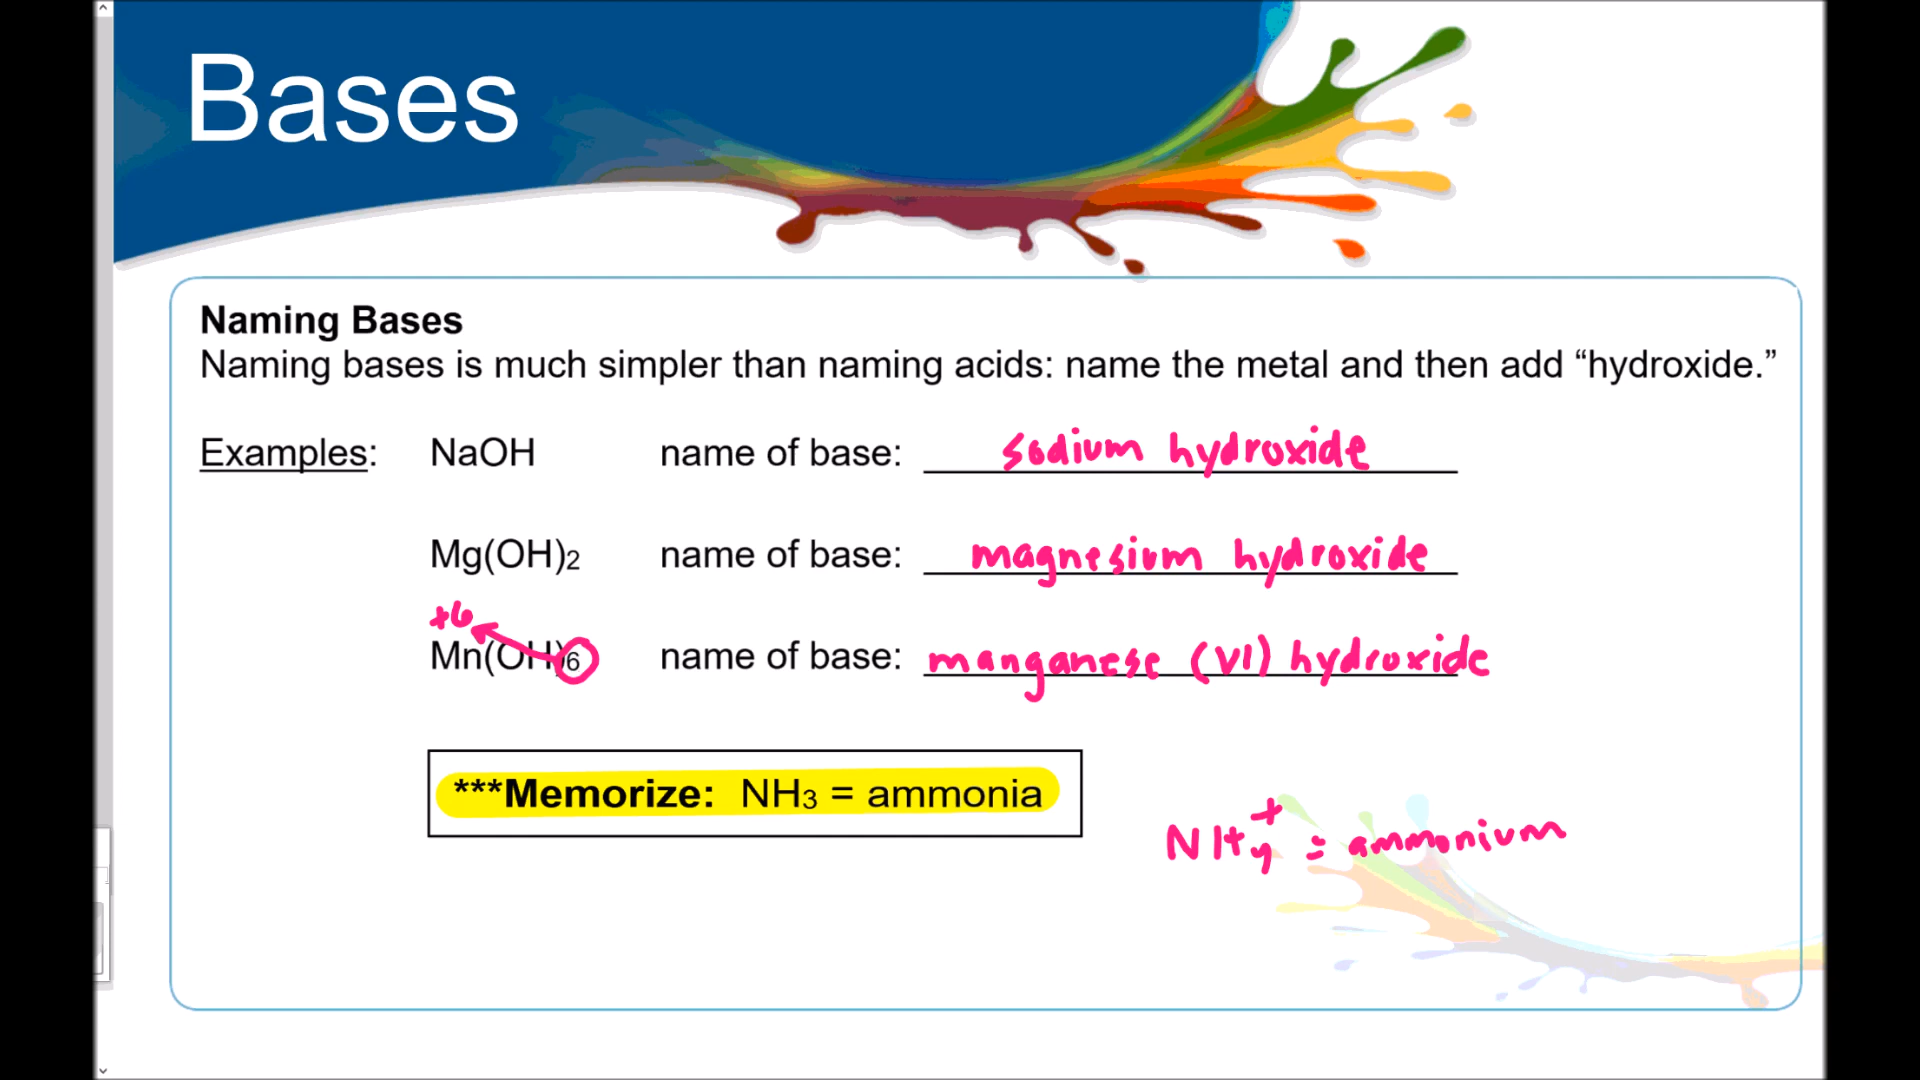 Bases
Naming Bases
Naming bases is much simpler than naming acids: name the metal and then add “hydroxide.”
Examples: NaOH name of base: sodium hydroxide
Mg(OH)2 name of base: magnesium hydroxide
+6
Mn(OH)6 name of base: manganese (VI) hydroxide
***Memorize: NH3 = ammonia
NH4+ = ammonium